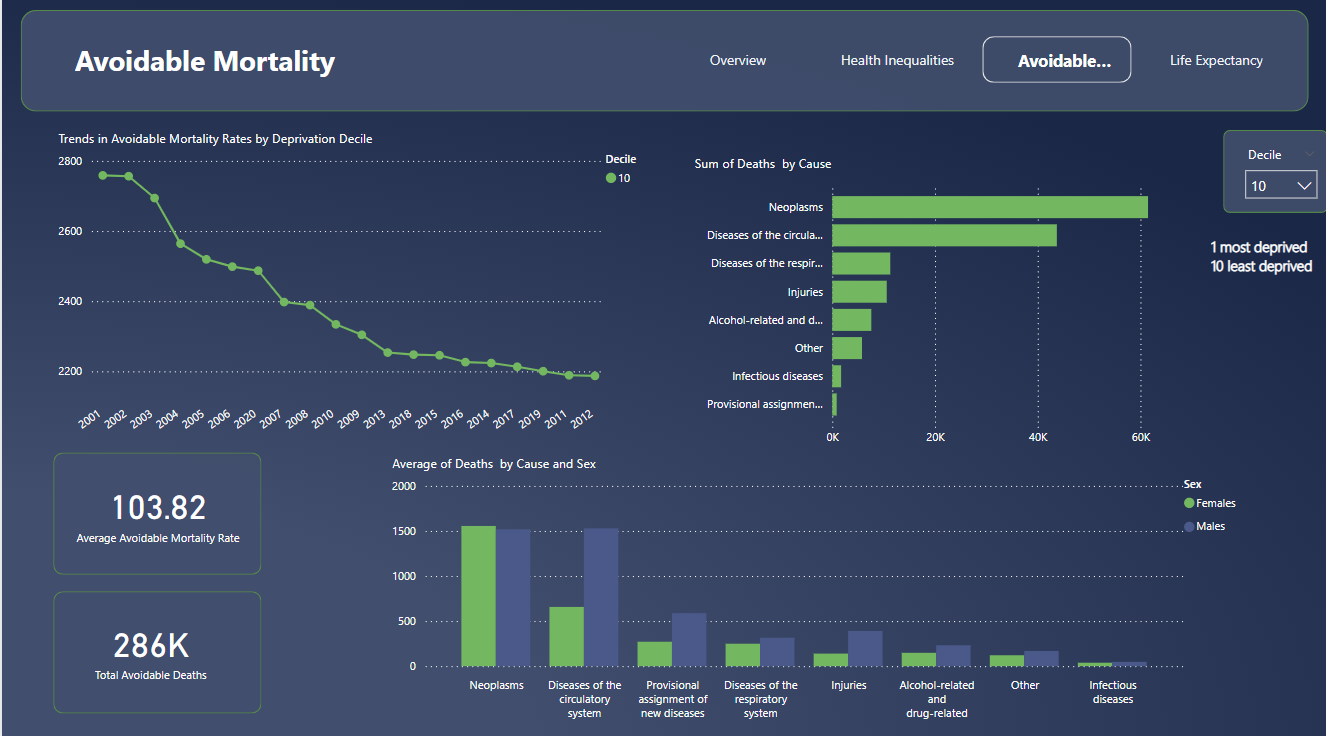 Avoidable Mortality
Overview
Health Inequalities
Avoidable...
Life Expectancy
Trends in Avoidable Mortality Rates by Deprivation Decile
Decile
10
2800
2600
2400
2200
2001 2002 2003 2004 2005 2006 2020 2007 2008 2010 2009 2013 2018 2015 2016 2014 2017 2019 2011 2012
Sum of Deaths by Cause
Neoplasms
Diseases of the circula...
Diseases of the respir...
Injuries
Alcohol-related and d...
Other
Infectious diseases
Provisional assignmen...
0K 20K 40K 60K
Decile
10
1 most deprived
10 least deprived
103.82
Average Avoidable Mortality Rate
286K
Total Avoidable Deaths
Average of Deaths by Cause and Sex
Sex
Females
Males
2000
1500
1000
500
0
Neoplasms
Diseases of the
circulatory
system
Provisional
assignment of
new diseases
Diseases of the
respiratory
system
Injuries
Alcohol-related
and
drug-related
Other
Infectious
diseases